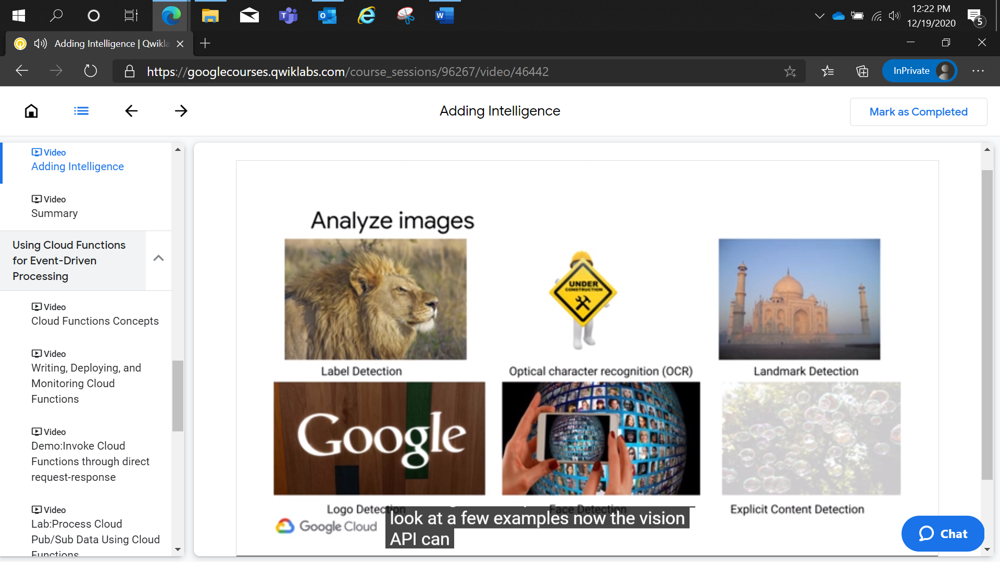 12:22 PM
12/19/2020
5
Adding Intelligence | Qwikla
https://googlecourses.qwiklabs.com/course_sessions/96267/video/46442
InPrivate
Adding Intelligence
Mark as Completed
Video
Adding Intelligence
Video
Summary
Using Cloud Functions
for Event-Driven
Processing
Video
Cloud Functions Concepts
Video
Writing, Deploying, and
Monitoring Cloud
Functions
Video
Demo:Invoke Cloud
Functions through direct
request-response
Video
Lab:Process Cloud
Pub/Sub Data Using Cloud
Functions
Analyze images
UNDER
CONSTRUCTION
Label Detection
Optical character recognition (OCR)
Landmark Detection
Google
Logo Detection
Face Detection
Explicit Content Detection
Google Cloud
look at a few examples now the vision
API can
Chat